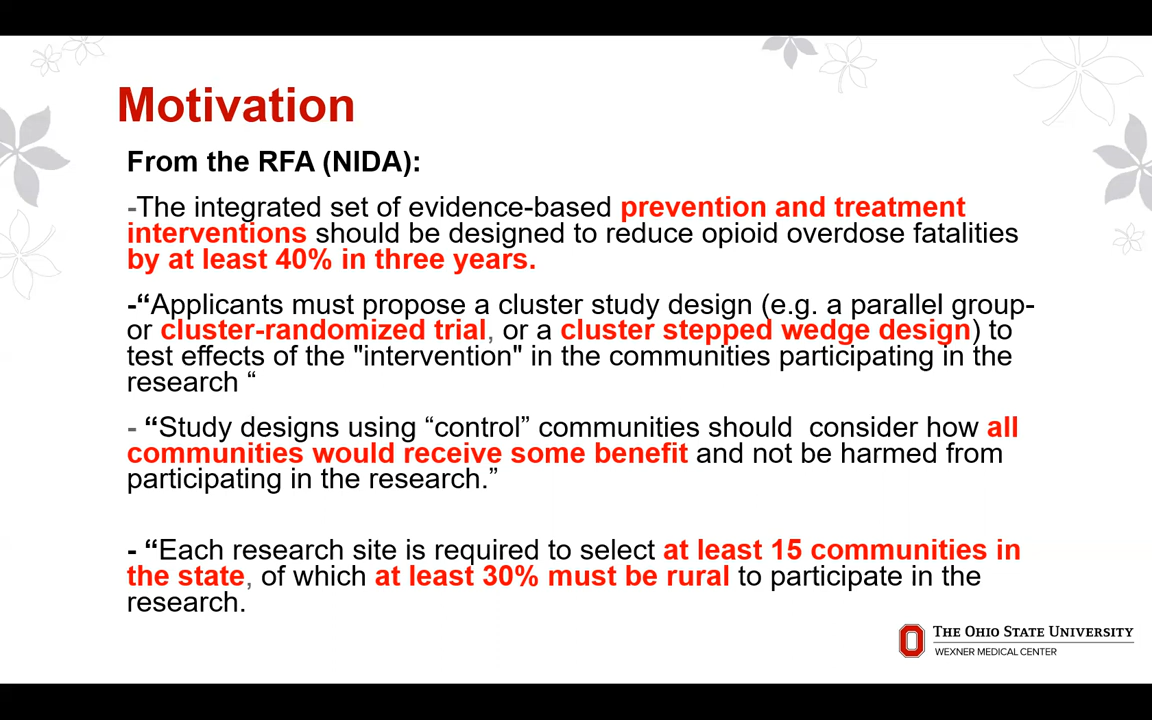 Motivation
From the RFA (NIDA):
-The integrated set of evidence-based prevention and treatment
interventions should be designed to reduce opioid overdose fatalities
by at least 40% in three years.
-“Applicants must propose a cluster study design (e.g. a parallel group-
or cluster-randomized trial, or a cluster stepped wedge design) to
test effects of the "intervention" in the communities participating in the
research “
- “Study designs using “control” communities should  consider how all
communities would receive some benefit and not be harmed from
participating in the research.”
- “Each research site is required to select at least 15 communities in
the state, of which at least 30% must be rural to participate in the
research.
THE OHIO STATE UNIVERSITY
WEXNER MEDICAL CENTER